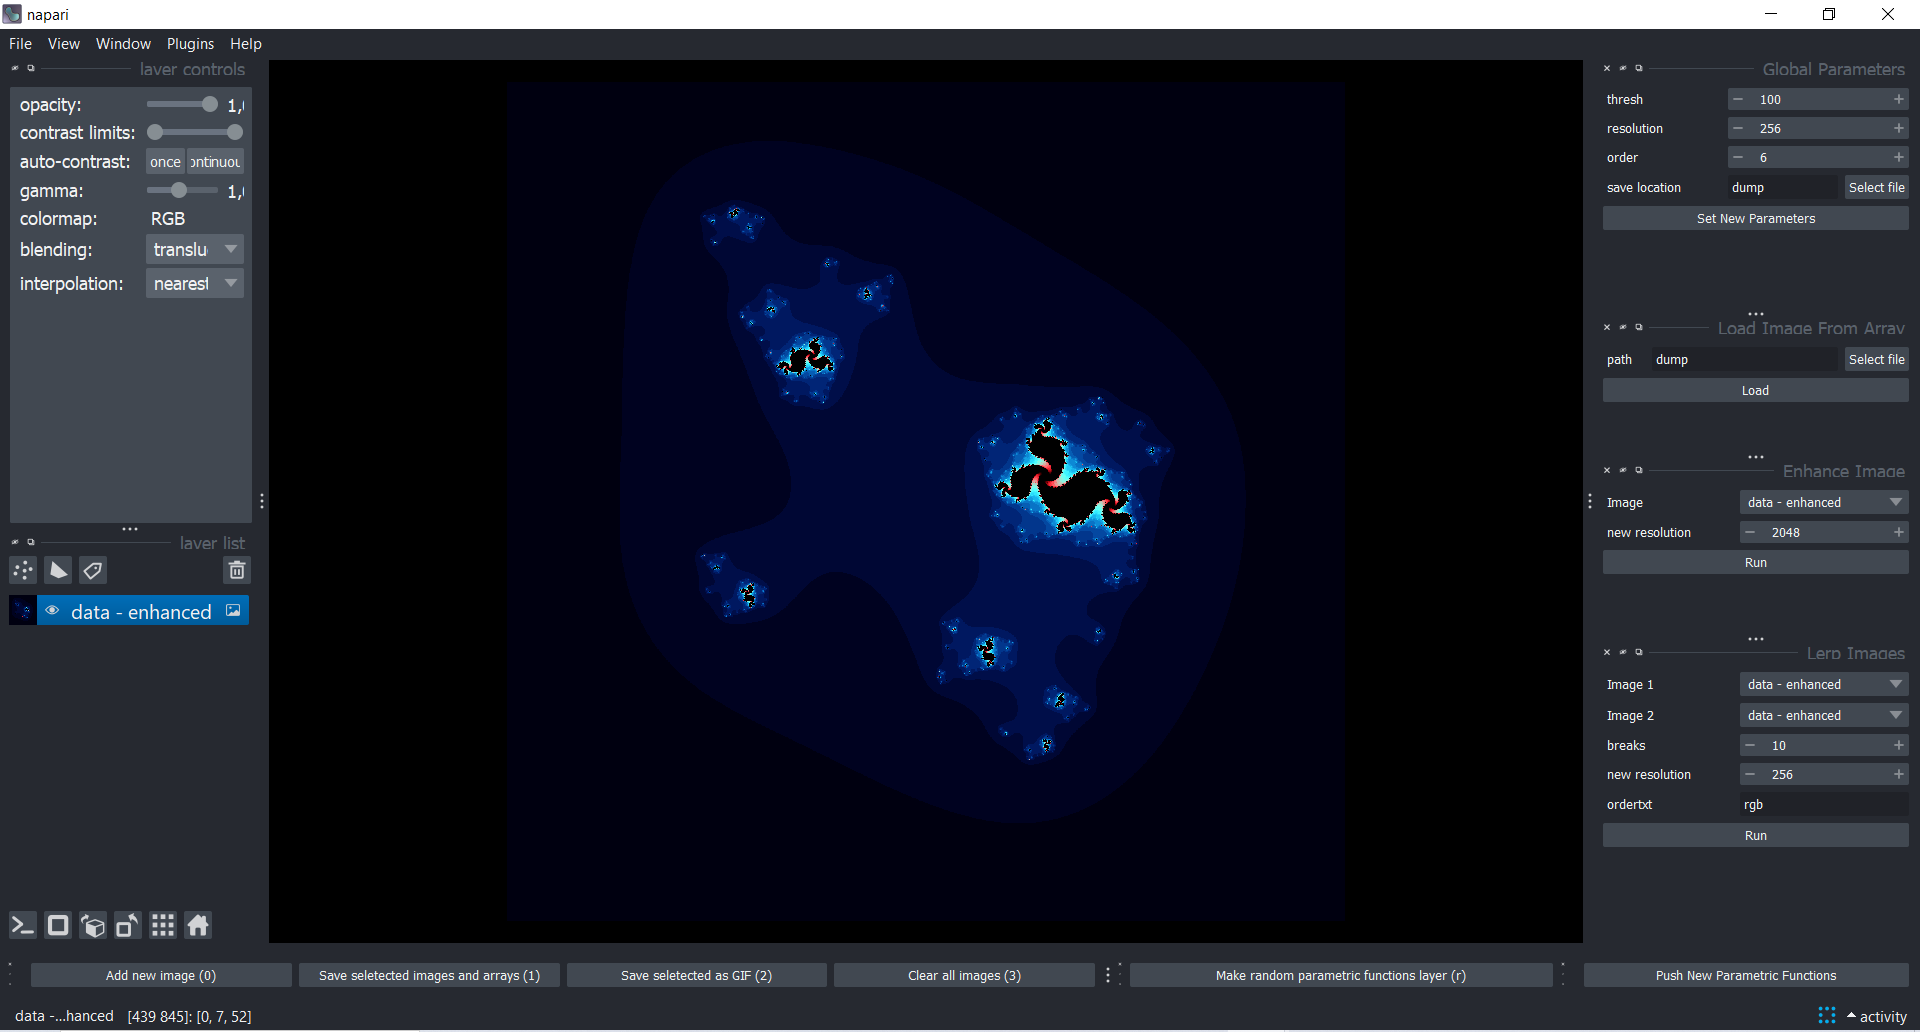 napari
File View Window Plugins Help
layer controls
opacity: 1,
contrast limits:
auto-contrast: once ontinuou
gamma: 1,
colormap: RGB
blending: translu
interpolation: nearest
layer list
data - enhanced
Global Parameters
thresh 100
resolution 256
order 6
save location dump Select file
Set New Parameters
Load Image From Array
path dump Select file
Load
Enhance Image
Image data - enhanced
new resolution 2048
Run
Lerp Images
Image 1 data - enhanced
Image 2 data - enhanced
breaks 10
new resolution 256
ordertxt rgb
Run
Add new image (0) Save seletected images and arrays (1) Save seletected as GIF (2) Clear all images (3) Make random parametric functions layer (r) Push New Parametric Functions
data -...hanced [439 845]: [0, 7, 52] activity